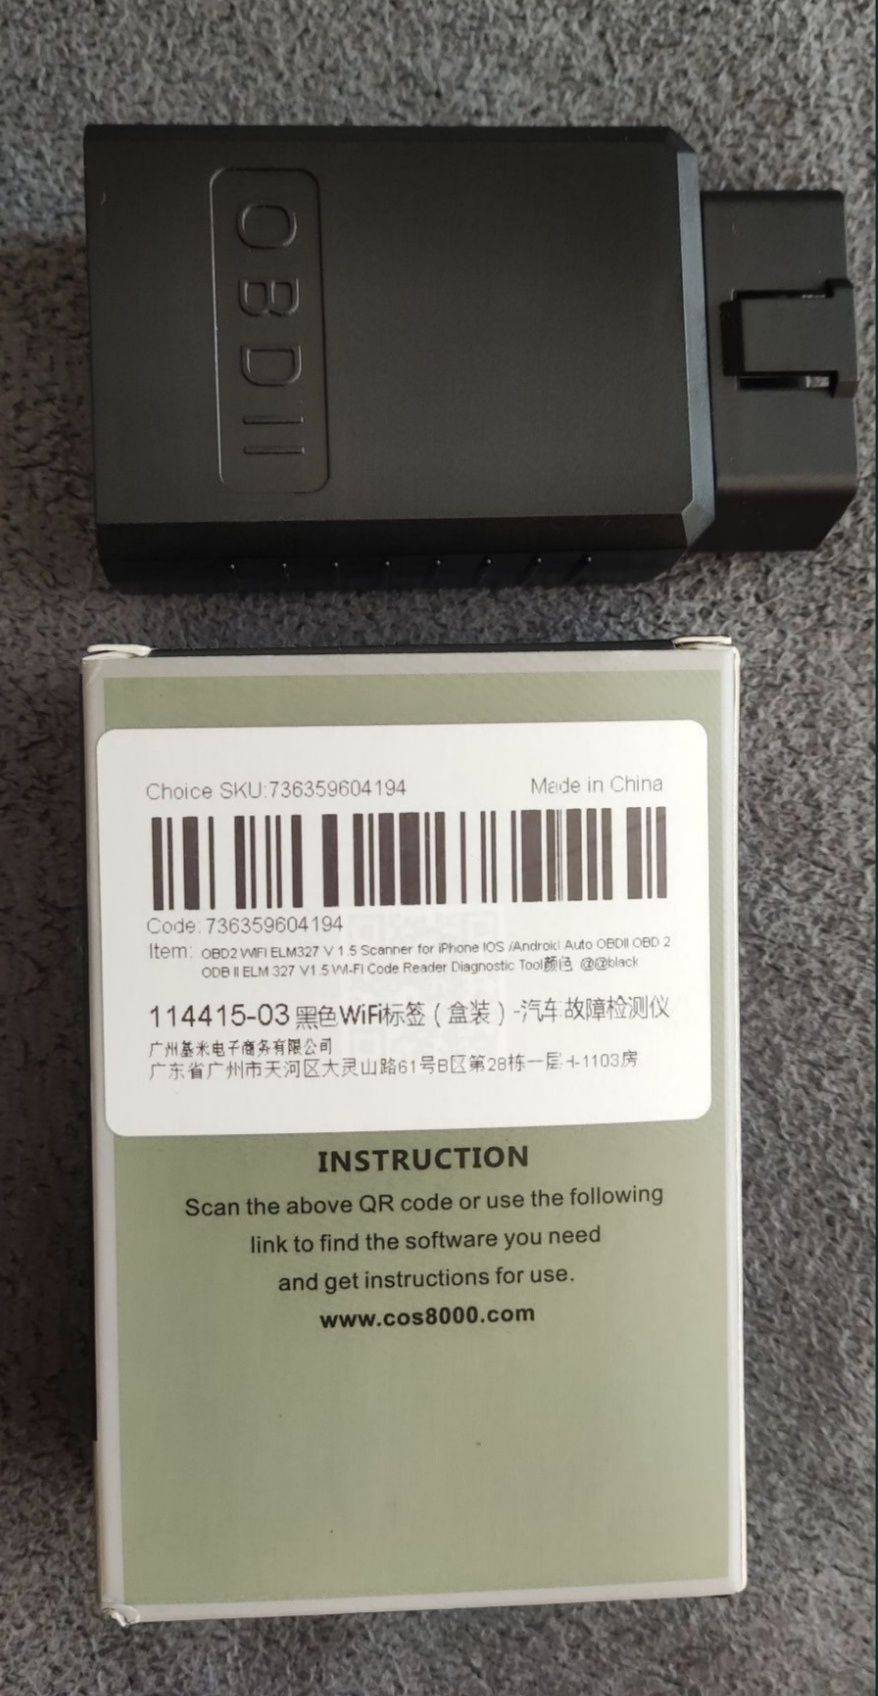 OBDII
Choice SKU:736359604194 Made in China
Code: 736359604194
Item: OBD2 WIFI ELM327 V 1.5 Scanner for iPhone IOS /Android Auto OBDII OBD 2
ODB II ELM 327 V1.5 WI-FI Code Reader Diagnostic Tool颜色 @@black
114415-03 黑色WiFi标签（盒装）-汽车故障检测仪
广州基米电子商务有限公司
广东省广州市天河区大灵山路61号B区第28栋一层+1103房
INSTRUCTION
Scan the above QR code or use the following
link to find the software you need
and get instructions for use.
www.cos8000.com